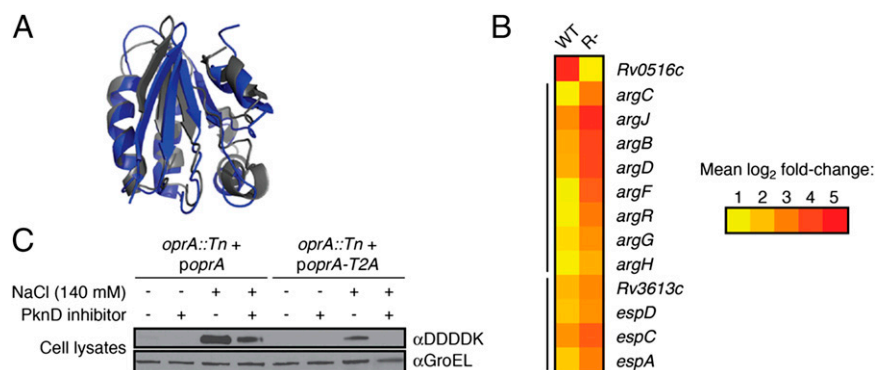 A
B
WT R-
Rv0516c
argC
argJ
argB
argD
argF
argR
argG
argH
Rv3613c
espD
espC
espA
Mean log2 fold-change:
1 2 3 4 5
C
oprA::Tn + oprA::Tn +
poprA poprA-T2A
NaCl (140 mM) - - + + - - + +
PknD inhibitor - + - + - + - +
Cell lysates
αDDDDK
αGroEL